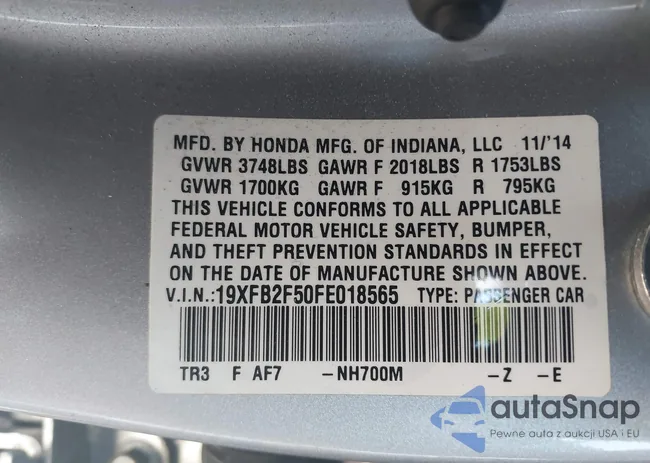 MFD. BY HONDA MFG. OF INDIANA, LLC 11/'14
GVWR 3748LBS GAWR F 2018LBS R 1753LBS
GVWR 1700KG GAWR F 915KG R 795KG
THIS VEHICLE CONFORMS TO ALL APPLICABLE
FEDERAL MOTOR VEHICLE SAFETY, BUMPER,
AND THEFT PREVENTION STANDARDS IN EFFECT
ON THE DATE OF MANUFACTURE SHOWN ABOVE.
V.I.N.:19XFB2F50FE018565 TYPE: PASSENGER CAR
TR3 F AF7 -NH700M -Z -E
autaSnap
Pewne auta z aukcji USA i EU